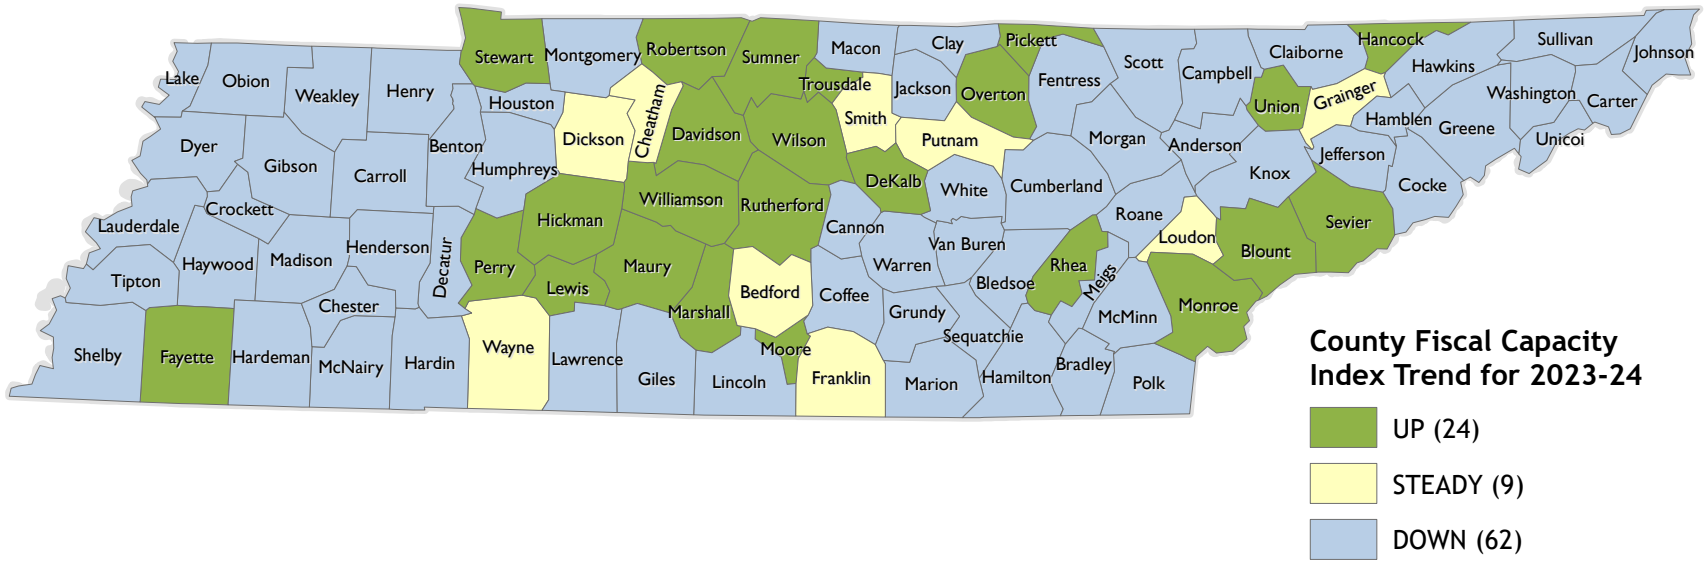 Lake
Obion
Weakley
Henry
Stewart
Montgomery
Robertson
Sumner
Macon
Clay
Pickett
Scott
Campbell
Claiborne
Hancock
Hawkins
Sullivan
Johnson
Trousdale
Jackson
Overton
Fentress
Union
Grainger
Hamblen
Washington
Carter
Greene
Unicoi
Houston
Dyer
Gibson
Carroll
Benton
Humphreys
Dickson
Cheatham
Davidson
Wilson
Smith
Putnam
Morgan
Anderson
Knox
Jefferson
Cocke
Lauderdale
Crockett
Hickman
Williamson
Rutherford
DeKalb
White
Cumberland
Roane
Loudon
Blount
Sevier
Tipton
Haywood
Madison
Henderson
Decatur
Perry
Lewis
Maury
Cannon
Warren
Van Buren
Bledsoe
Rhea
Meigs
Monroe
Shelby
Fayette
Hardeman
Chester
McNairy
Hardin
Wayne
Lawrence
Giles
Marshall
Bedford
Moore
Lincoln
Coffee
Franklin
Grundy
Sequatchie
Marion
Hamilton
McMinn
Bradley
Polk
County Fiscal Capacity
Index Trend for 2023-24
UP (24)
STEADY (9)
DOWN (62)